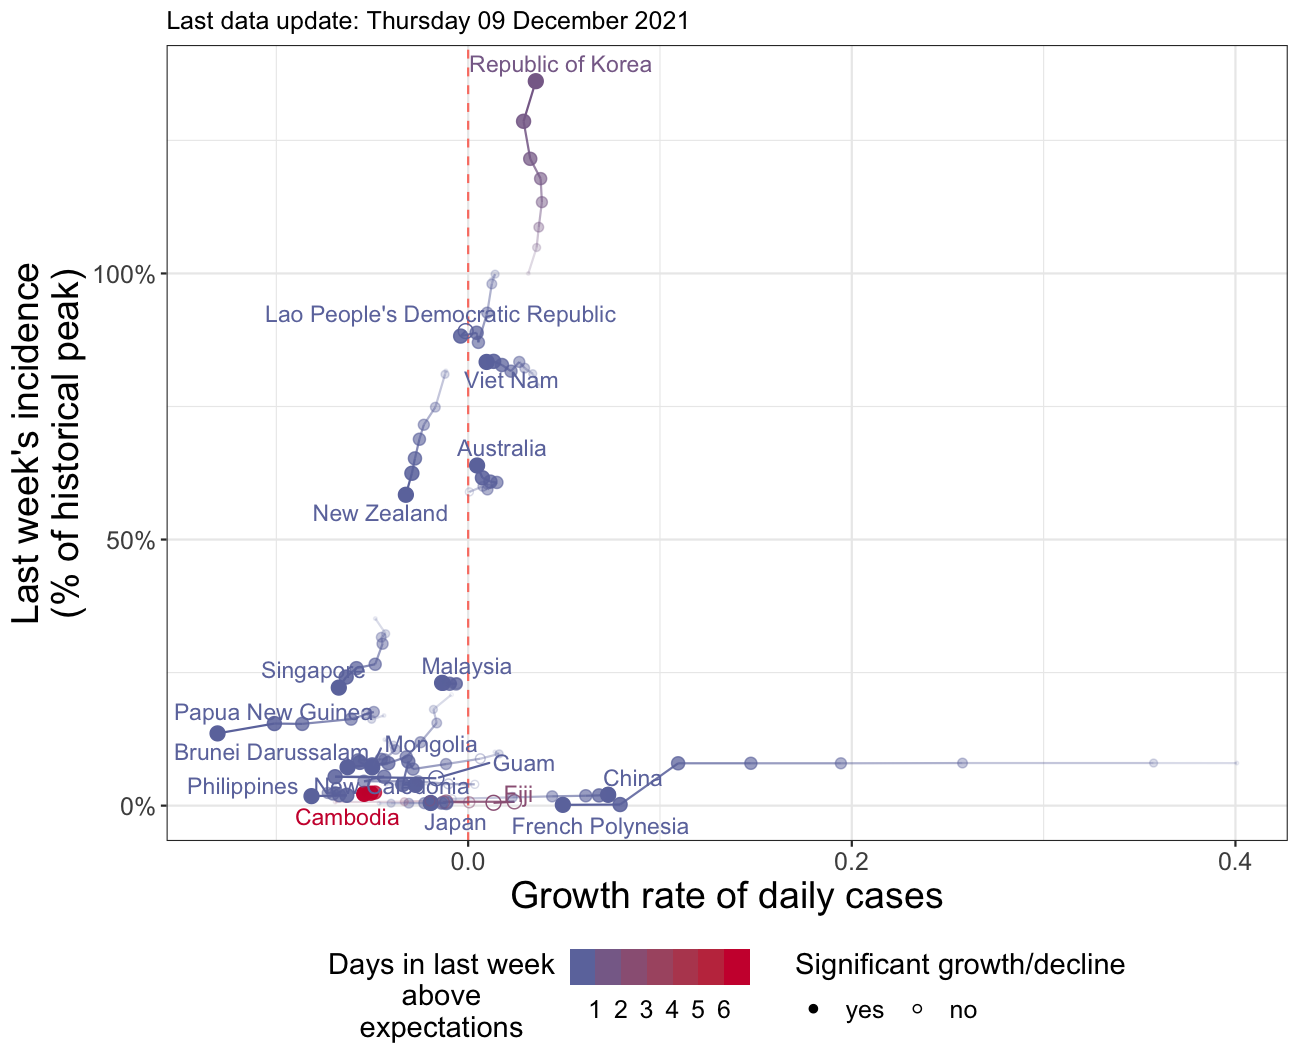 Last data update: Thursday 09 December 2021
Republic of Korea
Lao People's Democratic Republic
Viet Nam
Australia
New Zealand
Singapore
Malaysia
Papua New Guinea
Brunei Darussalam
Mongolia
Guam
Philippines
New Caledonia
China
Fiji
Cambodia
Japan
French Polynesia
100%
50%
0%
Last week's incidence
(% of historical peak)
0.0 0.2 0.4
Growth rate of daily cases
Days in last week
above
expectations
1 2 3 4 5 6
Significant growth/decline
yes no